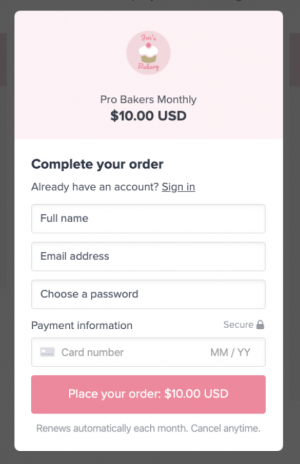 Joe's
Bakery
Pro Bakers Monthly
$10.00 USD
Complete your order
Already have an account? Sign in
Full name
Email address
Choose a password
Payment information Secure
Card number MM / YY
Place your order: $10.00 USD
Renews automatically each month. Cancel anytime.